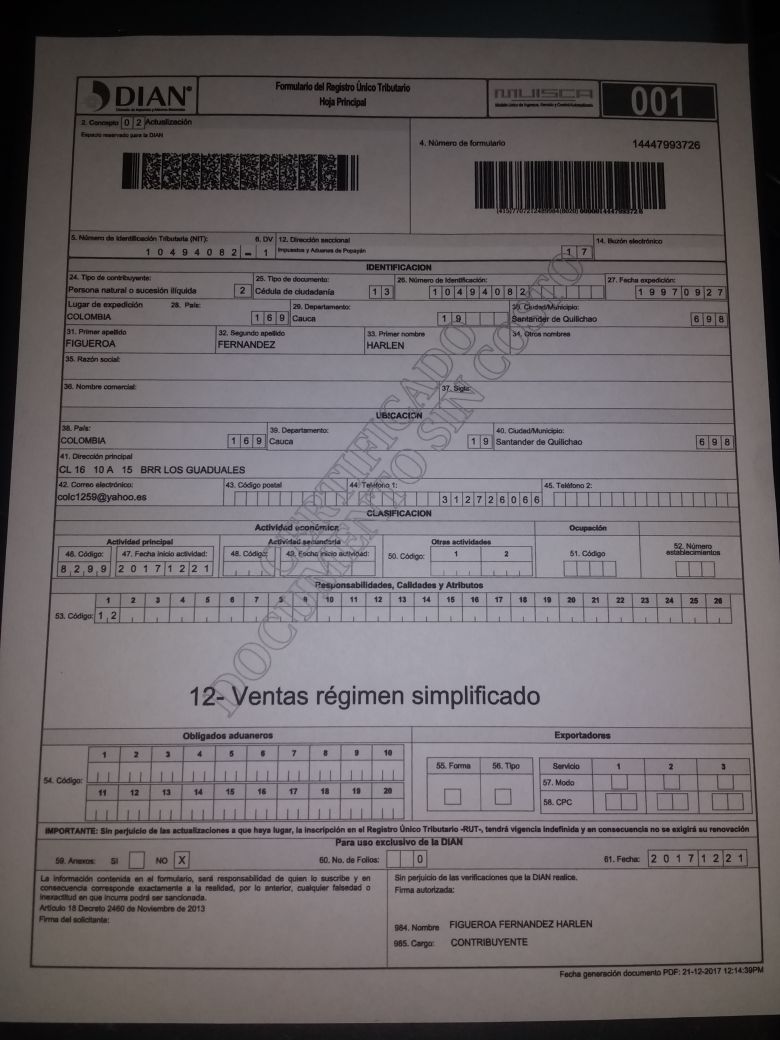 DIAN
Formulario del Registro Único Tributario
Hoja Principal
MUISCA
001
2. Concepto 0 2 Actualización
Espacio reservado para la DIAN
4. Número de formulario
14447993726
5. Número de Identificación Tributaria (NIT):
6. DV
12. Dirección seccional
14. Buzón electrónico
1 0 4 9 4 0 8 2 - 1
Impuestos y Aduanas de Popayán
1 7
IDENTIFICACION
24. Tipo de contribuyente:
25. Tipo de documento:
26. Número de Identificación:
27. Fecha expedición:
Persona natural o sucesión ilíquida
2
Cédula de ciudadanía
1 3
1 0 4 9 4 0 8 2
1 9 9 7 0 9 2 7
Lugar de expedición
28. País:
29. Departamento:
30. Ciudad/Municipio:
COLOMBIA
1 6 9
Cauca
1 9
Santander de Quilichao
6 9 8
31. Primer apellido
32. Segundo apellido
33. Primer nombre
34. Otros nombres
FIGUEROA
FERNANDEZ
HARLEN
35. Razón social:
36. Nombre comercial:
37. Sigla:
UBICACION
38. País:
39. Departamento:
40. Ciudad/Municipio:
COLOMBIA
1 6 9
Cauca
1 9
Santander de Quilichao
6 9 8
41. Dirección principal
CL 16 10 A 15 BRR LOS GUADUALES
42. Correo electrónico:
43. Código postal
44. Teléfono 1:
45. Teléfono 2:
colc1259@yahoo.es
3 1 2 7 2 6 0 6 6
CLASIFICACION
Actividad económica
Ocupación
Actividad principal
Actividad secundaria
Otras actividades
52. Número establecimientos
46. Código:
47. Fecha inicio actividad:
48. Código:
49. Fecha inicio actividad:
50. Código:
1 2
51. Código
8 2 9 9
2 0 1 7 1 2 2 1
Responsabilidades, Calidades y Atributos
1 2 3 4 5 6 7 8 9 10 11 12 13 14 15 16 17 18 19 20 21 22 23 24 25 26
53. Código: 1 2
CERTIFICADO
DOCUMENTO SIN COSTO
12- Ventas régimen simplificado
Obligados aduaneros
Exportadores
1 2 3 4 5 6 7 8 9 10
54. Código:
11 12 13 14 15 16 17 18 19 20
55. Forma
56. Tipo
Servicio
1 2 3
57. Modo
58. CPC
IMPORTANTE: Sin perjuicio de las actualizaciones a que haya lugar, la inscripción en el Registro Único Tributario -RUT-, tendrá vigencia indefinida y en consecuencia no se exigirá su renovación
Para uso exclusivo de la DIAN
59. Anexos: SI NO X
60. No. de Folios: 0
61. Fecha: 2 0 1 7 1 2 2 1
La información contenida en el formulario, será responsabilidad de quien lo suscribe y en
consecuencia corresponde exactamente a la realidad, por lo anterior, cualquier falsedad o
inexactitud en que incurra podrá ser sancionada.
Artículo 18 Decreto 2460 de Noviembre de 2013
Firma del solicitante:
Sin perjuicio de las verificaciones que la DIAN realice.
Firma autorizada:
984. Nombre FIGUEROA FERNANDEZ HARLEN
985. Cargo: CONTRIBUYENTE
Fecha generación documento PDF: 21-12-2017 12:14:39PM